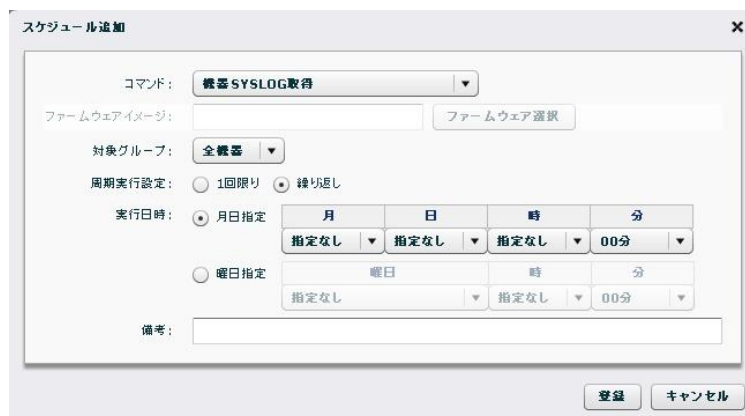 スケジュール追加
コマンド: 機器SYSLOG取得
ファームウェアイメージ: ファームウェア選択
対象グループ: 全機器
周期実行設定: 1回限り 繰り返し
実行日時: 月日指定 月 日 時 分
指定なし 指定なし 指定なし 00分
曜日指定 曜日 時 分
指定なし 指定なし 00分
備考:
登録 キャンセル